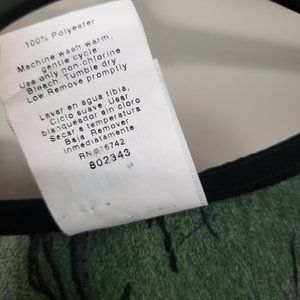 100% Polyester
Machine wash warm,
gentle cycle
Use only non-chlorine
Bleach. Tumble dry
Low Remove promptly
Lavar en agua tibia,
Ciclo suave. Usar
blanqueador sin cloro
Secar a temperatura
Baja. Remover
inmediatamente.
RN#16742
802343